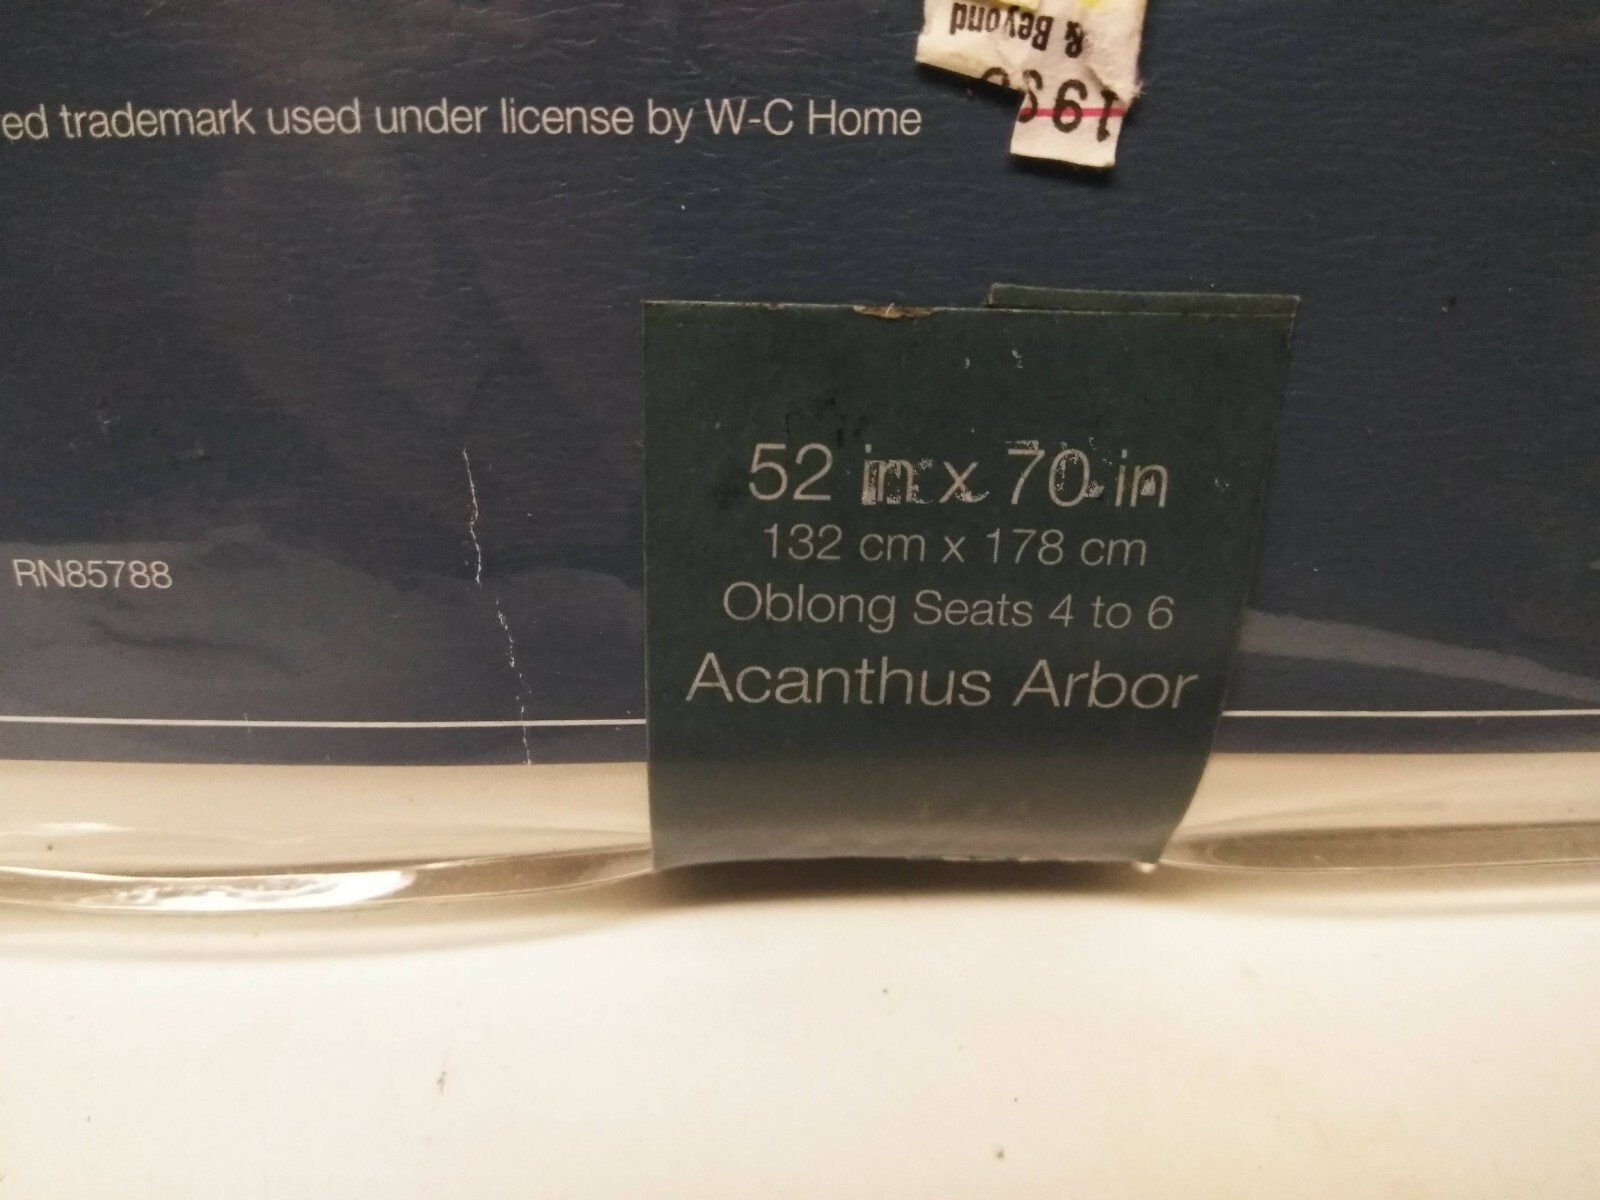 & Beyond
ed trademark used under license by W-C Home
RN85788
52 in x 70 in
132 cm x 178 cm
Oblong Seats 4 to 6
Acanthus Arbor